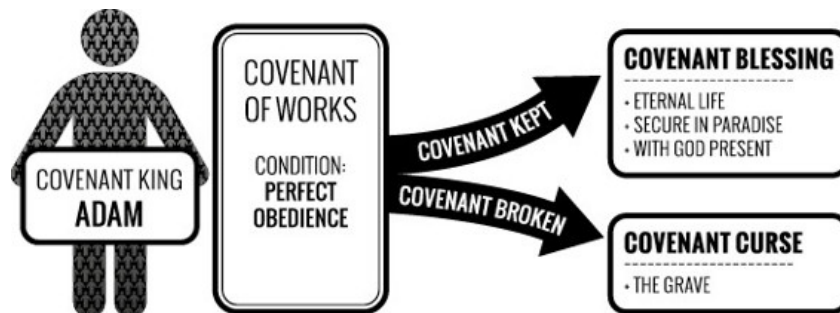 COVENANT KING
ADAM
COVENANT
OF WORKS
CONDITION:
PERFECT
OBEDIENCE
COVENANT KEPT
COVENANT BROKEN
COVENANT BLESSING
• ETERNAL LIFE
• SECURE IN PARADISE
• WITH GOD PRESENT
COVENANT CURSE
• THE GRAVE